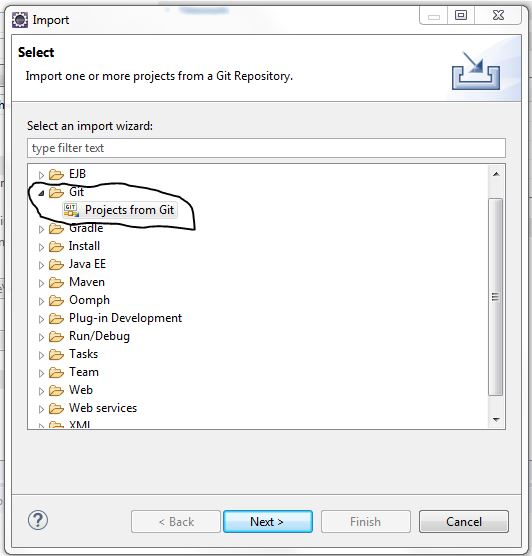 Import
Select
Import one or more projects from a Git Repository.
Select an import wizard:
type filter text
EJB
Git
GIT Projects from Git
Gradle
Install
Java EE
Maven
Oomph
Plug-in Development
Run/Debug
Tasks
Team
Web
Web services
XML
?
< Back
Next >
Finish
Cancel